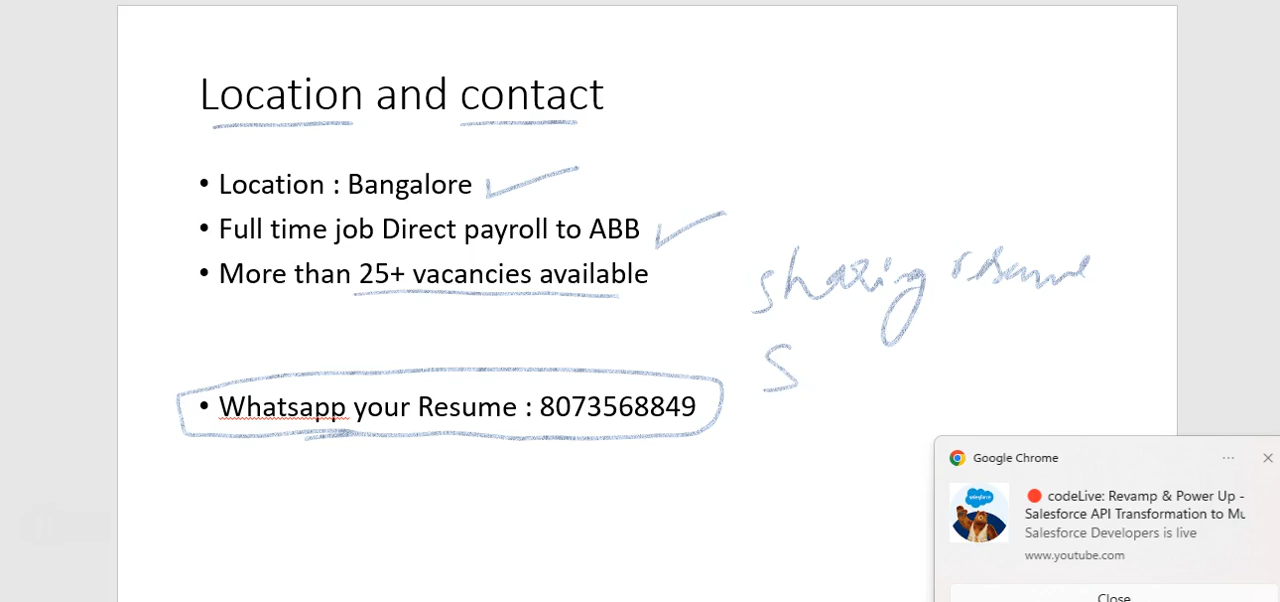 Location and contact
• Location : Bangalore
• Full time job Direct payroll to ABB
• More than 25+ vacancies available
sharing resume
S
• Whatsapp your Resume : 8073568849
Google Chrome
codeLive: Revamp & Power Up -
Salesforce API Transformation to Mu
Salesforce Developers is live
www.youtube.com
Close